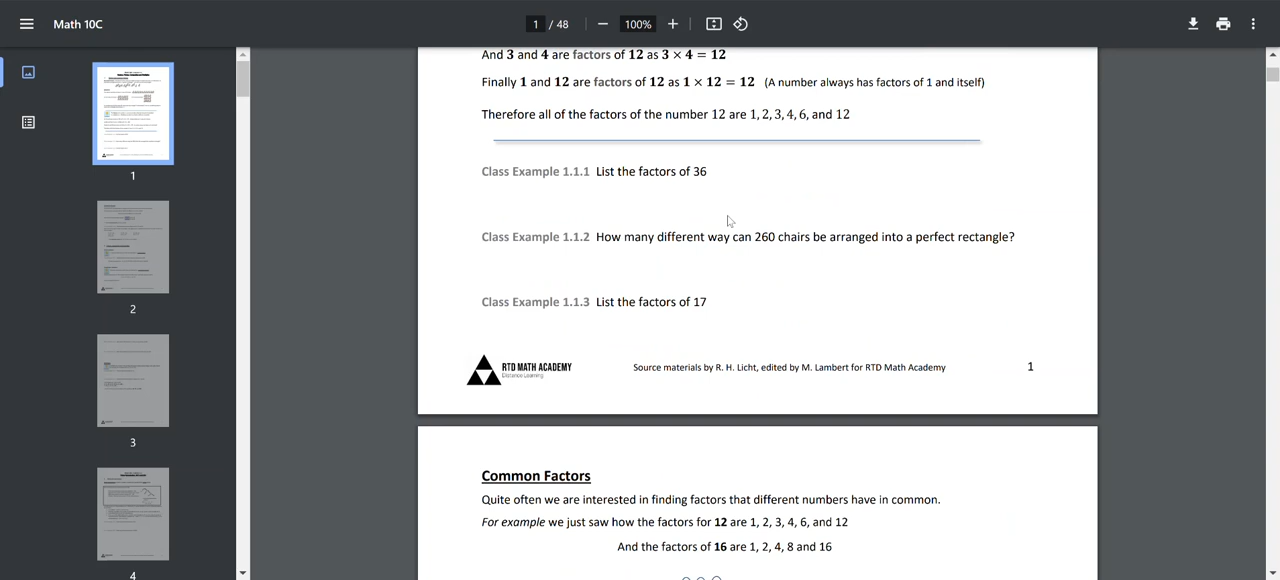 Math 10C
1 / 48
100%
And 3 and 4 are factors of 12 as 3 × 4 = 12
Finally 1 and 12 are factors of 12 as 1 × 12 = 12 (A number always has factors of 1 and itself)
Therefore all of the factors of the number 12 are 1, 2, 3, 4, 6, and 12
Class Example 1.1.1 List the factors of 36
Class Example 1.1.2 How many different way can 260 chairs be arranged into a perfect rectangle?
Class Example 1.1.3 List the factors of 17
RTD MATH ACADEMY
Distance Learning
Source materials by R. H. Licht, edited by M. Lambert for RTD Math Academy
1
Common Factors
Quite often we are interested in finding factors that different numbers have in common.
For example we just saw how the factors for 12 are 1, 2, 3, 4, 6, and 12
And the factors of 16 are 1, 2, 4, 8 and 16
1
2
3
4